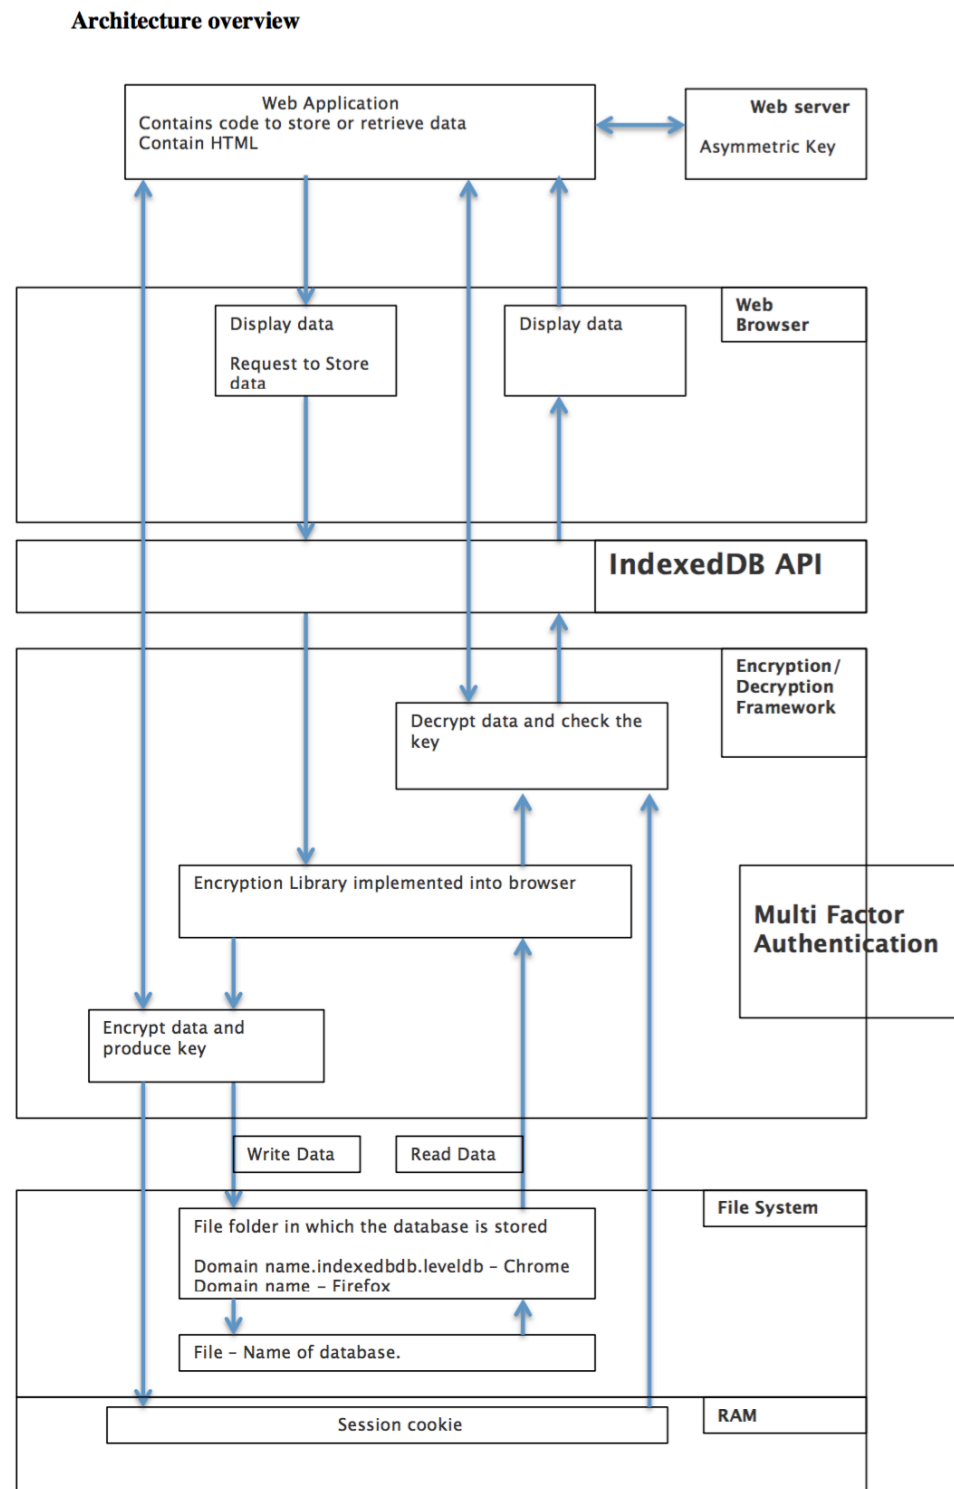 Architecture overview
Web Application
Contains code to store or retrieve data
Contain HTML
Web server
Asymmetric Key
Web
Browser
Display data
Request to Store
data
Display data
IndexedDB API
Encryption/
Decryption
Framework
Decrypt data and check the
key
Encryption Library implemented into browser
Multi Factor
Authentication
Encrypt data and
produce key
Write Data
Read Data
File System
File folder in which the database is stored
Domain name.indexedbdb.leveldb – Chrome
Domain name – Firefox
File – Name of database.
RAM
Session cookie